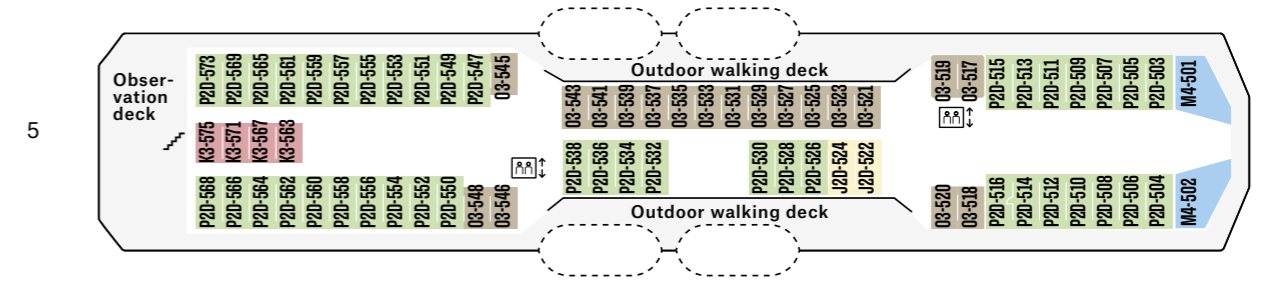 5
Obser-
vation
deck
P2D-573
P2D-569
P2D-565
P2D-561
P2D-559
P2D-557
P2D-555
P2D-553
P2D-551
P2D-549
P2D-547
03-545
K3-575
K3-571
K3-567
K3-563
P2D-568
P2D-566
P2D-564
P2D-562
P2D-560
P2D-558
P2D-556
P2D-554
P2D-552
P2D-550
03-548
03-546
Outdoor walking deck
03-543
03-541
03-539
03-537
03-535
03-533
03-531
03-529
03-527
03-525
03-523
03-521
P2D-538
P2D-536
P2D-534
P2D-532
P2D-530
P2D-528
P2D-526
J2D-524
J2D-522
Outdoor walking deck
03-519
03-517
P2D-515
P2D-513
P2D-511
P2D-509
P2D-507
P2D-505
P2D-503
M4-501
03-520
03-518
P2D-516
P2D-514
P2D-512
P2D-510
P2D-508
P2D-506
P2D-504
M4-502